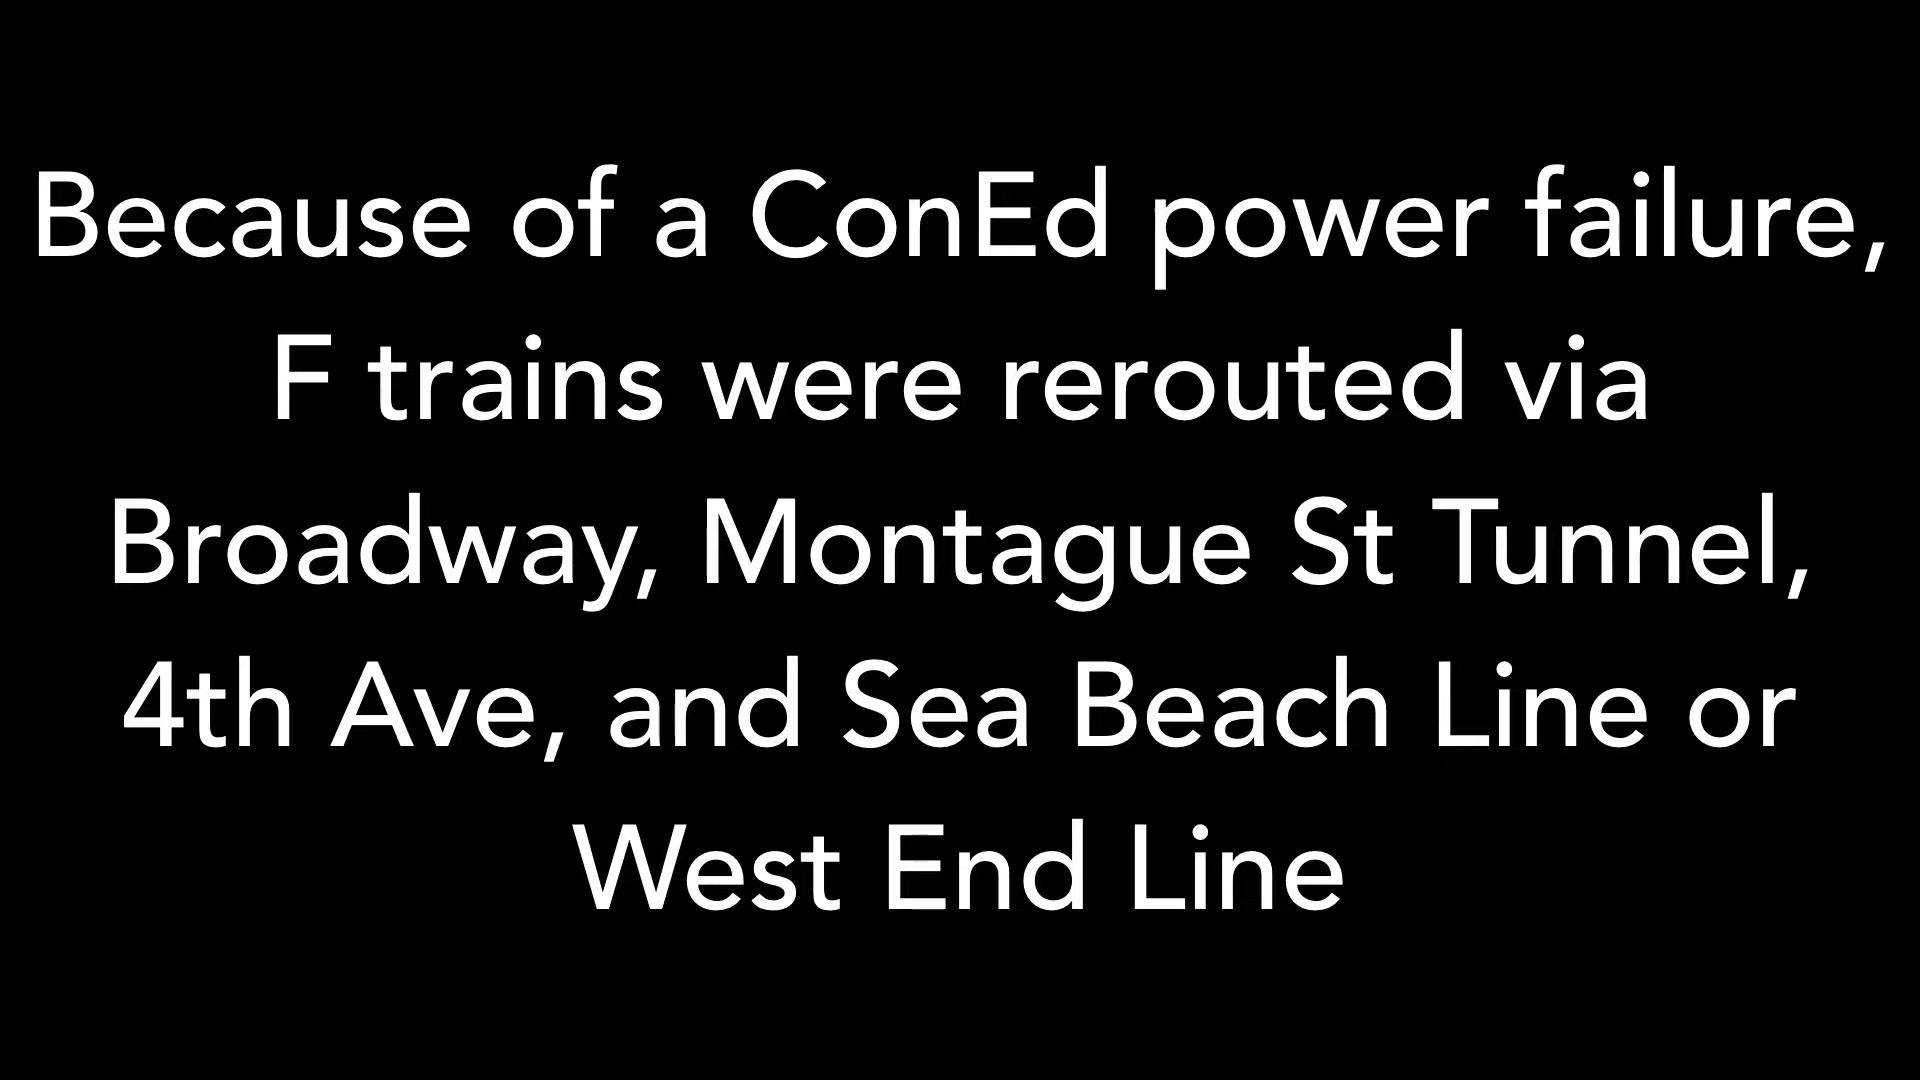 Because of a ConEd power failure,
F trains were rerouted via
Broadway, Montague St Tunnel,
4th Ave, and Sea Beach Line or
West End Line